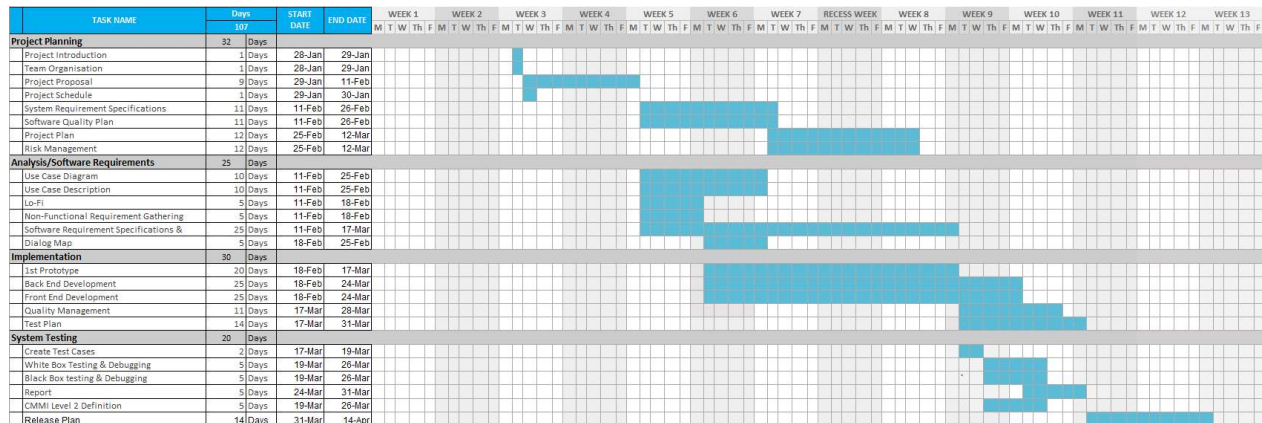 TASK NAME Days START DATE END DATE WEEK 1 WEEK 2 WEEK 3 WEEK 4 WEEK 5 WEEK 6 WEEK 7 RECESS WEEK WEEK 8 WEEK 9 WEEK 10 WEEK 11 WEEK 12 WEEK 13
107 M T W Th F M T W Th F M T W Th F M T W Th F M T W Th F M T W Th F M T W Th F M T W Th F M T W Th F M T W Th F M T W Th F M T W Th F M T W Th F M T W Th F
Project Planning 32 Days
Project Introduction 1 Days 28-Jan 29-Jan
Team Organisation 1 Days 28-Jan 29-Jan
Project Proposal 9 Days 29-Jan 11-Feb
Project Schedule 1 Days 29-Jan 30-Jan
System Requirement Specifications 11 Days 11-Feb 26-Feb
Software Quality Plan 11 Days 11-Feb 26-Feb
Project Plan 12 Days 25-Feb 12-Mar
Risk Management 12 Days 25-Feb 12-Mar
Analysis/Software Requirements 25 Days
Use Case Diagram 10 Days 11-Feb 25-Feb
Use Case Description 10 Days 11-Feb 25-Feb
Lo-Fi 5 Days 11-Feb 18-Feb
Non-Functional Requirement Gathering 5 Days 11-Feb 18-Feb
Software Requirement Specifications & 25 Days 11-Feb 17-Mar
Dialog Map 5 Days 18-Feb 25-Feb
Implementation 30 Days
1st Prototype 20 Days 18-Feb 17-Mar
Back End Development 25 Days 18-Feb 24-Mar
Front End Development 25 Days 18-Feb 24-Mar
Quality Management 11 Days 17-Mar 28-Mar
Test Plan 14 Days 17-Mar 31-Mar
System Testing 20 Days
Create Test Cases 2 Days 17-Mar 19-Mar
White Box Testing & Debugging 5 Days 19-Mar 26-Mar
Black Box testing & Debugging 5 Days 19-Mar 26-Mar
Report 5 Days 24-Mar 31-Mar
CMMI Level 2 Definition 5 Days 19-Mar 26-Mar
Release Plan 14 Days 31-Mar 14-Apr